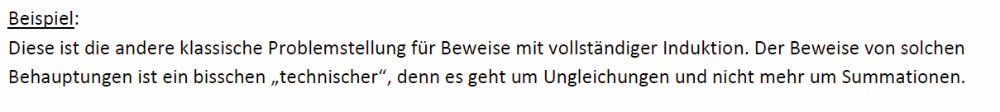 Beispiel:
Diese ist die andere klassische Problemstellung für Beweise mit vollständiger Induktion. Der Beweise von solchen
Behauptungen ist ein bisschen „technischer“, denn es geht um Ungleichungen und nicht mehr um Summationen.